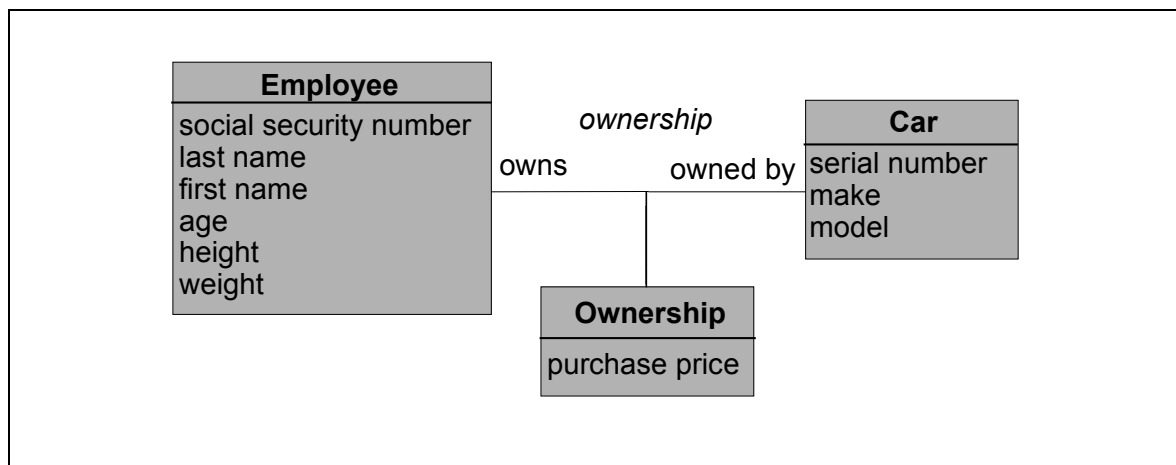 Employee
social security number
last name
first name
age
height
weight
ownership
owns
owned by
Car
serial number
make
model
Ownership
purchase price